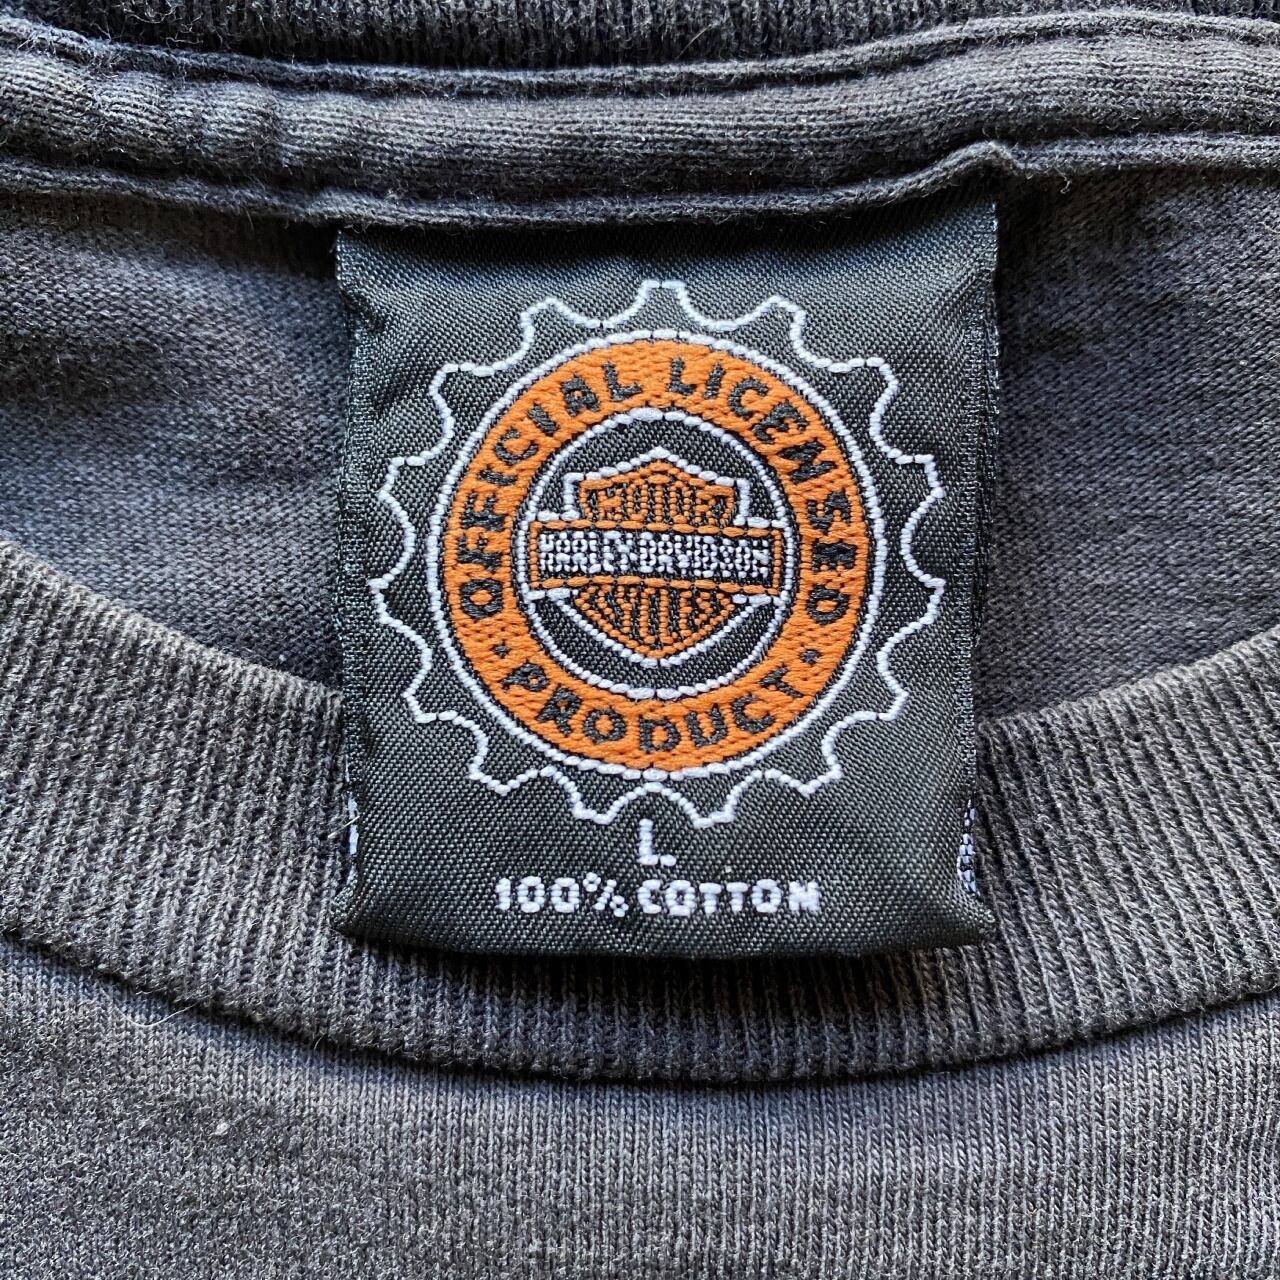 OFFICIAL LICENSED
MOTOR
HARLEY-DAVIDSON
CYCLES
PRODUCT
L.
100% COTTON